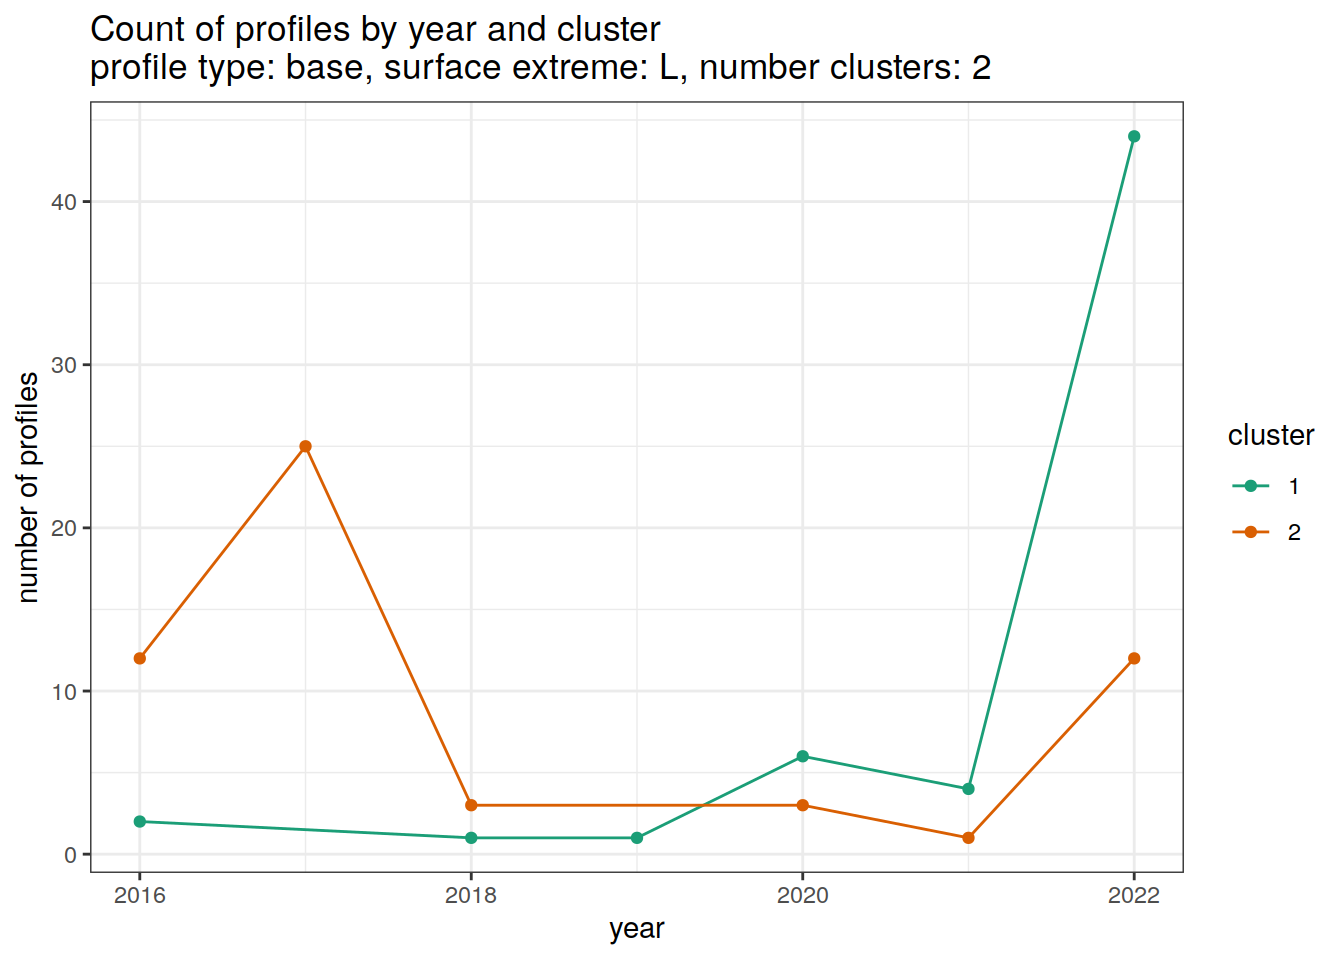 Count of profiles by year and cluster
profile type: base, surface extreme: L, number clusters: 2
number of profiles
40
30
20
10
0
2016
2018
2020
2022
year
cluster
1
2